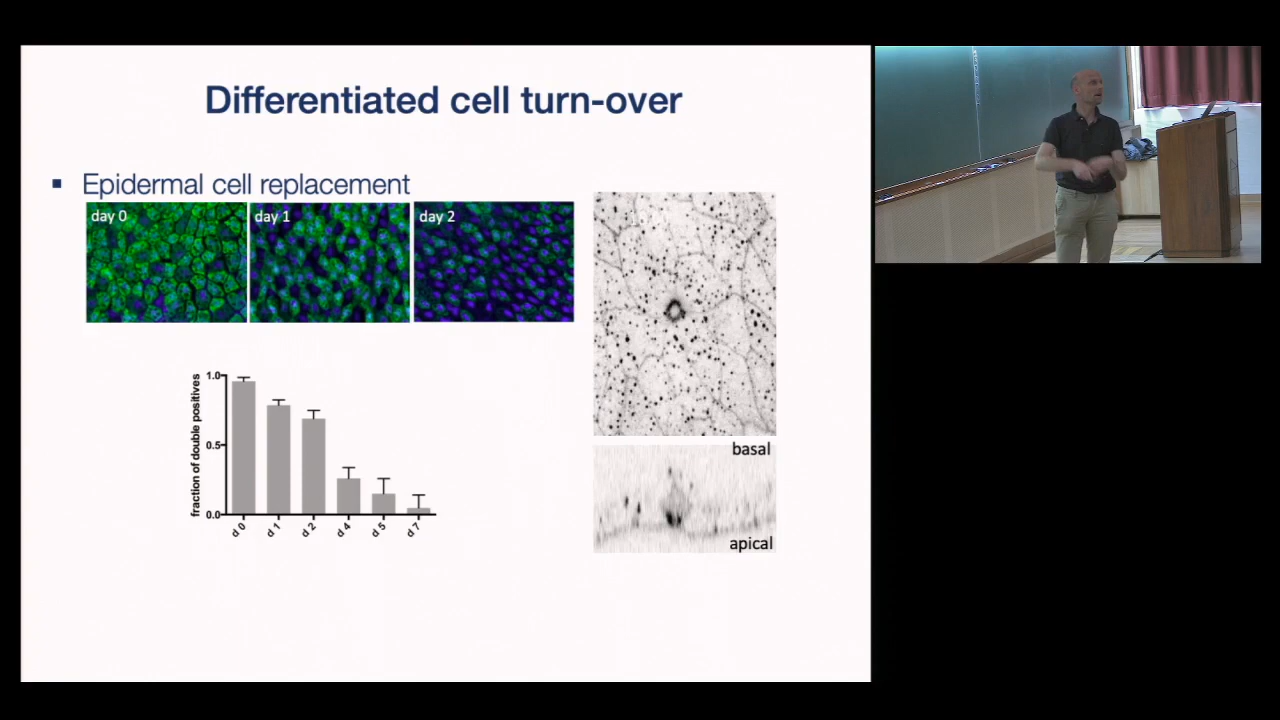 Differentiated cell turn-over
▪ Epidermal cell replacement
day 0
day 1
day 2
fraction of double positives
1.0
0.5
0.0
d 0
d 1
d 2
d 4
d 5
d 7
basal
apical